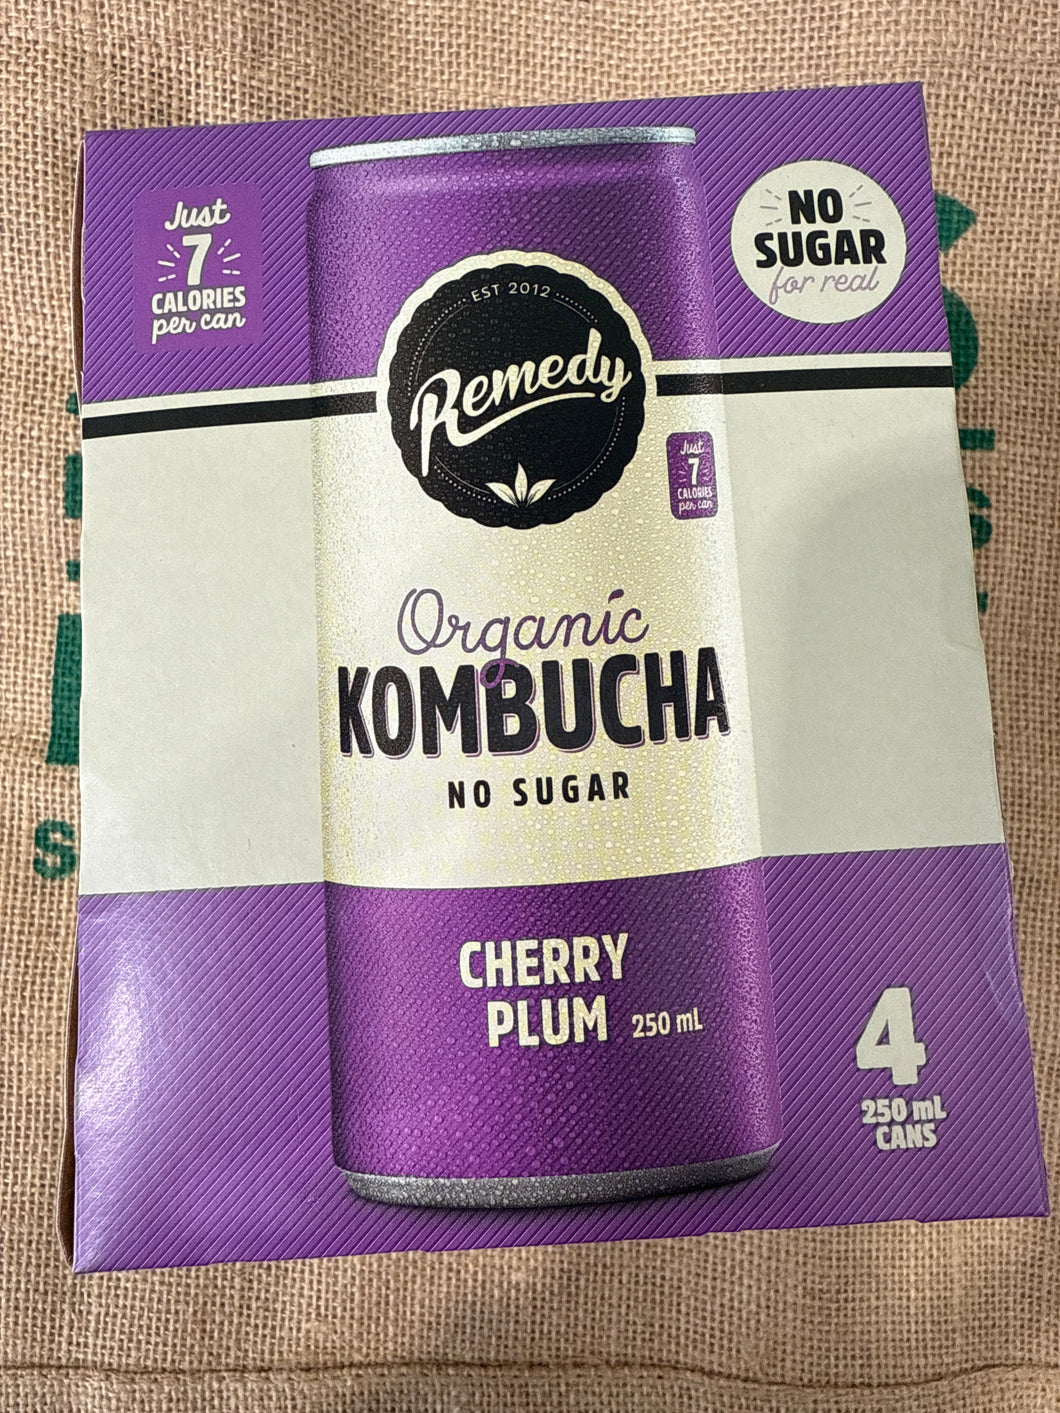 Just
7
CALORIES
per can
NO
SUGAR
for real
EST 2012
Remedy
Just
7
CALORIES
per can
Organic
KOMBUCHA
NO SUGAR
CHERRY
PLUM 250 mL
4
250 mL
CANS